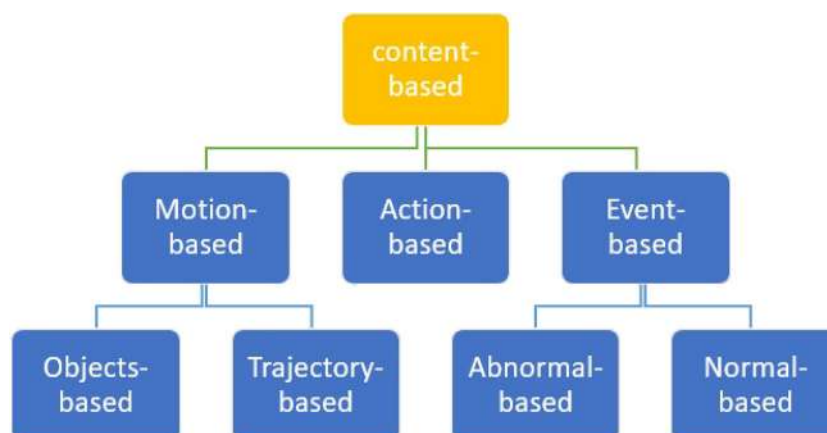 content-
based
Motion-
based
Action-
based
Event-
based
Objects-
based
Trajectory-
based
Abnormal-
based
Normal-
based